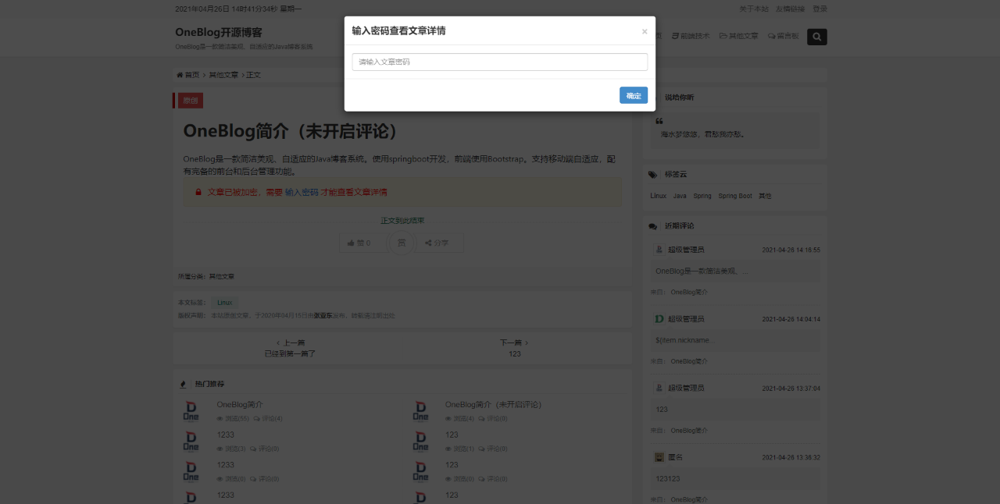 2021年04月26日 14时41分34秒 星期一
关于本站 友情链接 登录
OneBlog开源博客
OneBlog是一款简洁美观、自适应的Java博客系统
页 前端技术 其他文章 留言板
输入密码查看文章详情
×
请输入文章密码
确定
首页 > 其他文章 > 正文
原创
OneBlog简介（未开启评论）
OneBlog是一款简洁美观、自适应的Java博客系统。使用springboot开发，前端使用Bootstrap。支持移动端自适应，配
有完备的前台和后台管理功能。
文章已被加密，需要 输入密码 才能查看文章详情
正文到此结束
赞 0
赏
分享
所属分类：其他文章
本文标签： Linux
版权声明： 本站原创文章，于2020年04月15日由张亚东发布，转载请注明出处
‹ 上一篇
已经到第一篇了
下一篇 ›
123
热门推荐
OneBlog简介
浏览(55) 评论(4)
OneBlog简介（未开启评论）
浏览(4) 评论(0)
1233
浏览(3) 评论(0)
123
浏览(1) 评论(0)
1233
浏览(0) 评论(0)
123
浏览(0) 评论(0)
1233
123
说给你听
海水梦悠悠，君愁我亦愁。
标签云
Linux Java Spring Spring Boot 其他
近期评论
超级管理员 2021-04-26 14:16:55
OneBlog是一款简洁美观、...
来自： OneBlog简介
超级管理员 2021-04-26 14:04:14
${item.nickname...
来自： OneBlog简介
超级管理员 2021-04-26 13:37:04
123
来自： OneBlog简介
匿名 2021-04-26 13:36:32
123123
来自： OneBlog简介